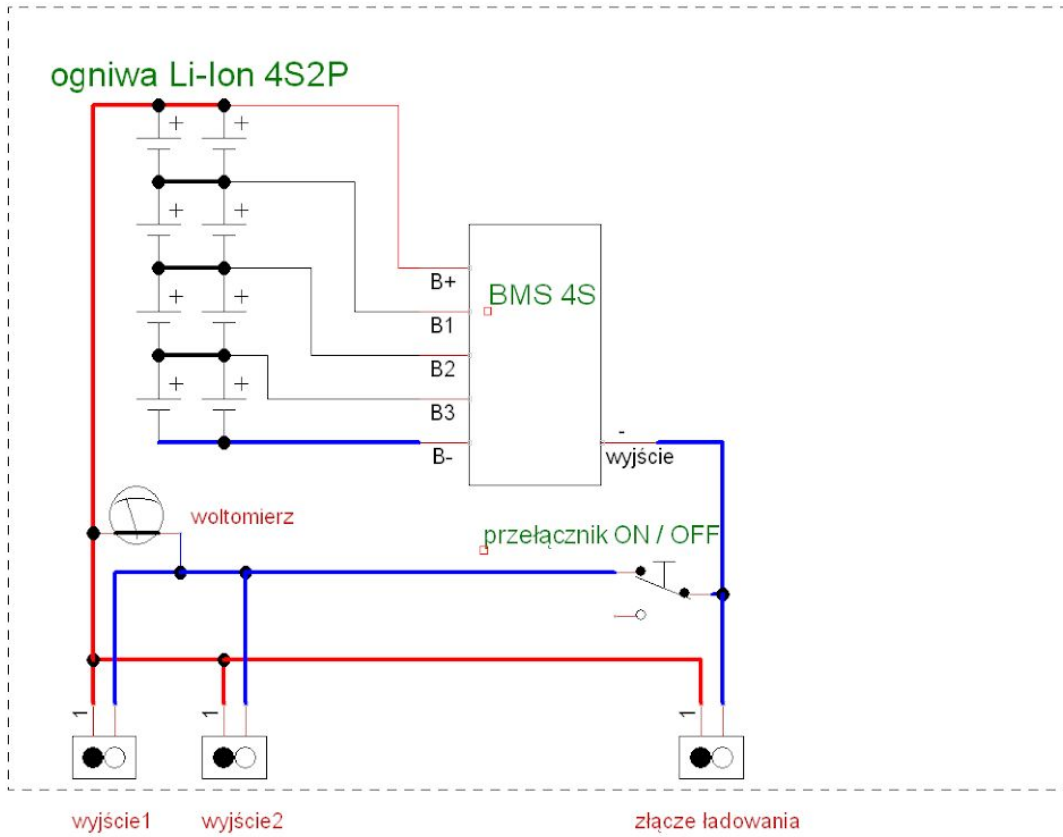 ogniwa Li-Ion 4S2P
+ +
+ +
+ +
+ +
B+
BMS 4S
B1
B2
B3
B-
-
wyjście
woltomierz
przełącznik ON / OFF
1
1
1
wyjście1
wyjście2
złącze ładowania